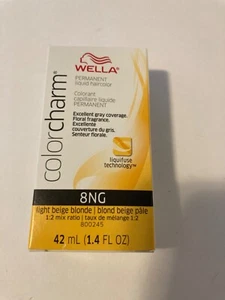 WELLA
PERMANENT
liquid haircolor
Colorant
capillaire liquide
PERMANENT
Excellent gray coverage.
Floral fragrance.
Excellente
couverture du gris.
Senteur florale.
colorcharm®
liquifuse
technology™
8NG
light beige blonde | blond beige pâle
1:2 mix ratio | taux de mélange 1:2
800245
42 mL (1.4 FL OZ)